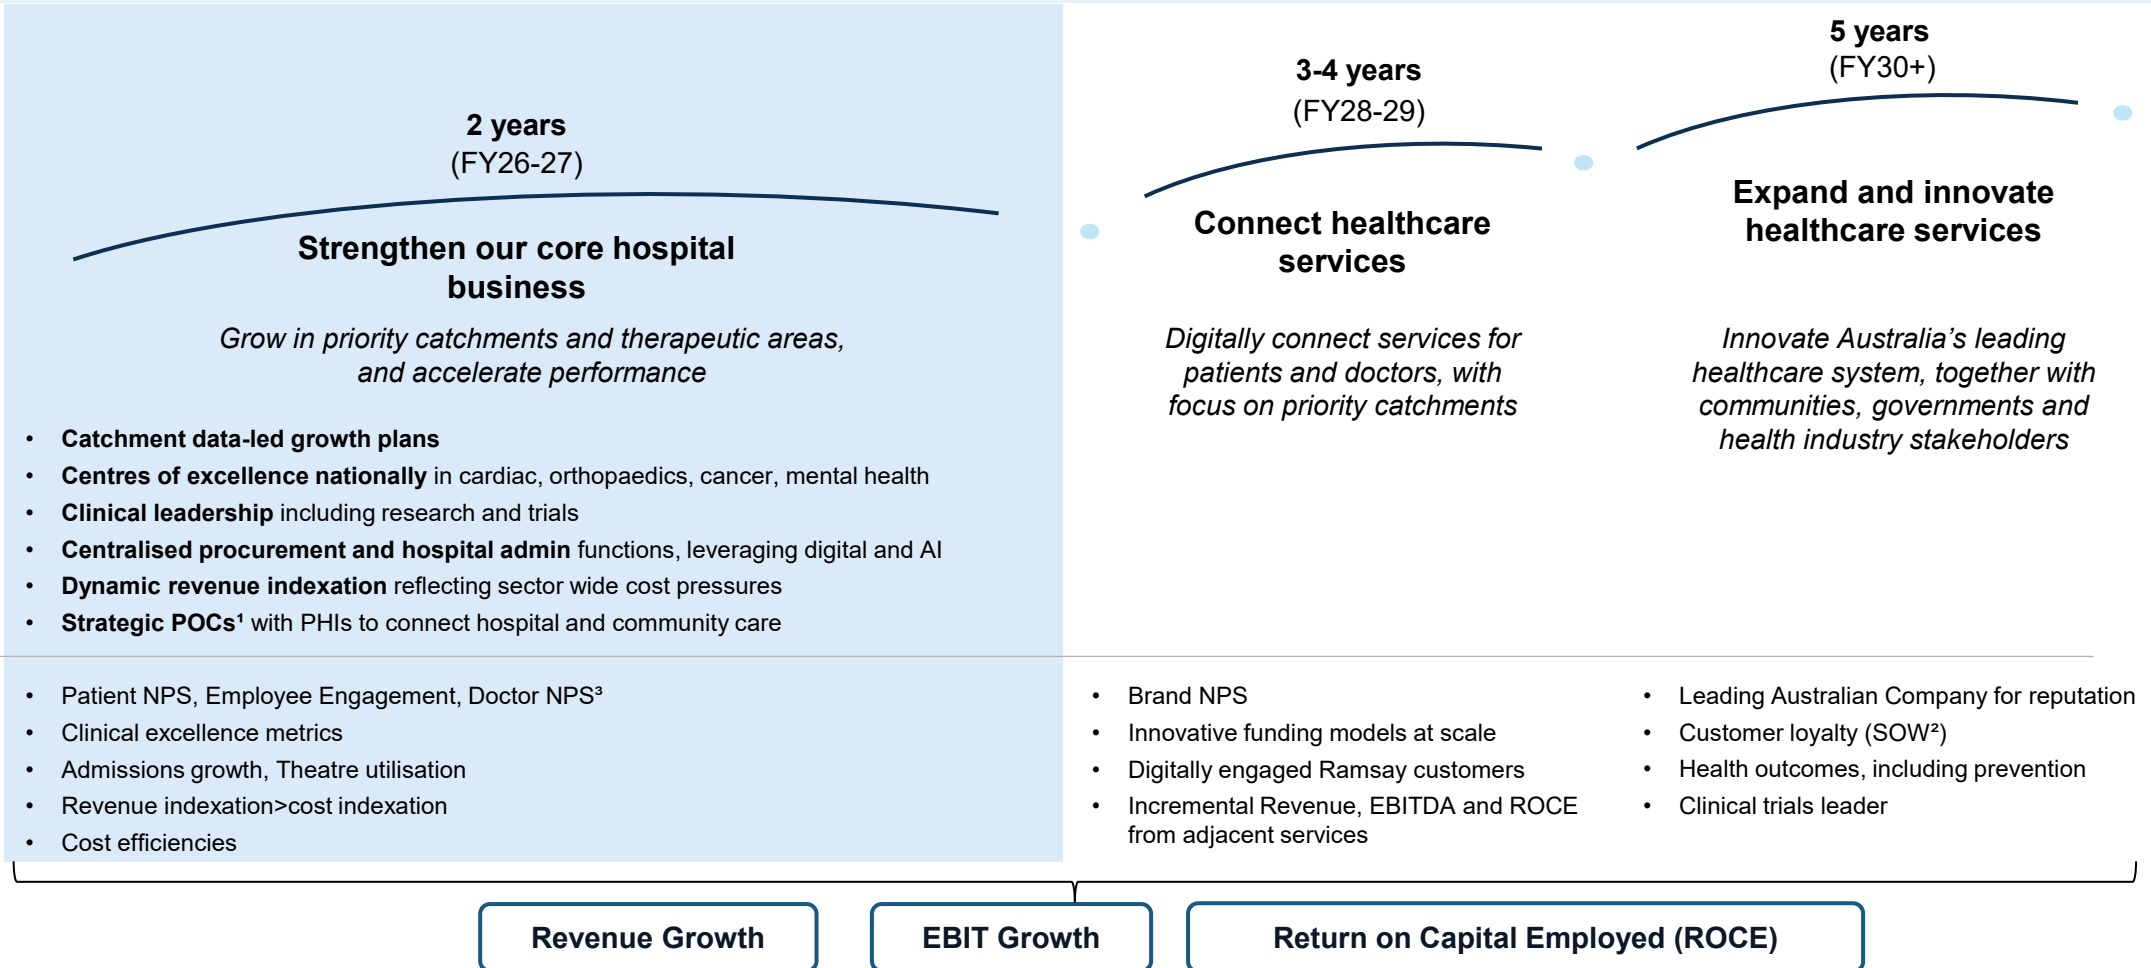 2 years
(FY26-27)
Strengthen our core hospital
business
Grow in priority catchments and therapeutic areas,
and accelerate performance
• Catchment data-led growth plans
• Centres of excellence nationally in cardiac, orthopaedics, cancer, mental health
• Clinical leadership including research and trials
• Centralised procurement and hospital admin functions, leveraging digital and AI
• Dynamic revenue indexation reflecting sector wide cost pressures
• Strategic POCs¹ with PHIs to connect hospital and community care
3-4 years
(FY28-29)
Connect healthcare
services
Digitally connect services for
patients and doctors, with
focus on priority catchments
5 years
(FY30+)
Expand and innovate
healthcare services
Innovate Australia’s leading
healthcare system, together with
communities, governments and
health industry stakeholders
• Patient NPS, Employee Engagement, Doctor NPS³
• Clinical excellence metrics
• Admissions growth, Theatre utilisation
• Revenue indexation>cost indexation
• Cost efficiencies
• Brand NPS
• Innovative funding models at scale
• Digitally engaged Ramsay customers
• Incremental Revenue, EBITDA and ROCE
from adjacent services
• Leading Australian Company for reputation
• Customer loyalty (SOW²)
• Health outcomes, including prevention
• Clinical trials leader
Revenue Growth
EBIT Growth
Return on Capital Employed (ROCE)